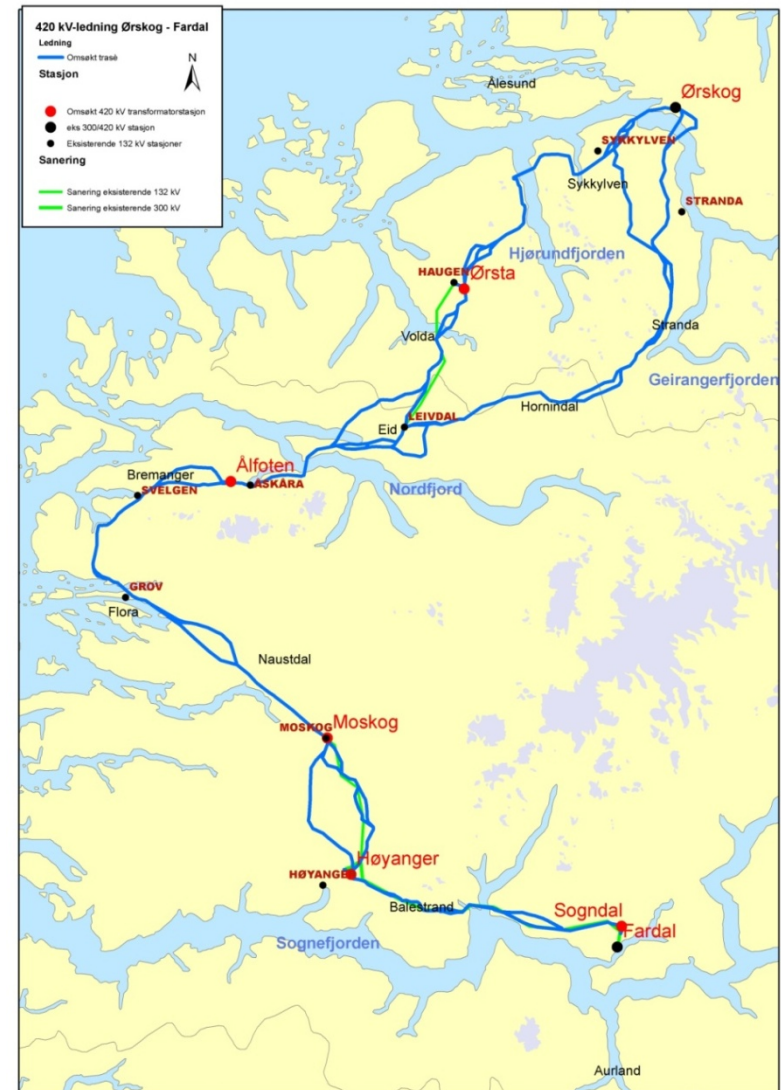 420 kV-ledning Ørskog - Fardal
Ledning
Omsøkt trasé
N
Stasjon
Omsøkt 420 kV transformatorstasjon
eks 300/420 kV stasjon
Eksisterende 132 kV stasjoner
Sanering
Sanering eksisterende 132 kV
Sanering eksisterende 300 kV
Ålesund
Ørskog
SYKKYLVEN
Sykkylven
STRANDA
Hjørundfjorden
HAUGEN
Ørsta
Volda
Stranda
Geirangerfjorden
Hornindal
LEIVDAL
Eid
Ålfoten
Bremanger
SVELGEN
ÅSKÅRA
Nordfjord
GROV
Flora
Naustdal
MOSKOG
Moskog
Høyanger
HØYANGE
Balestrand
Sogndal
Fardal
Sognefjorden
Aurland